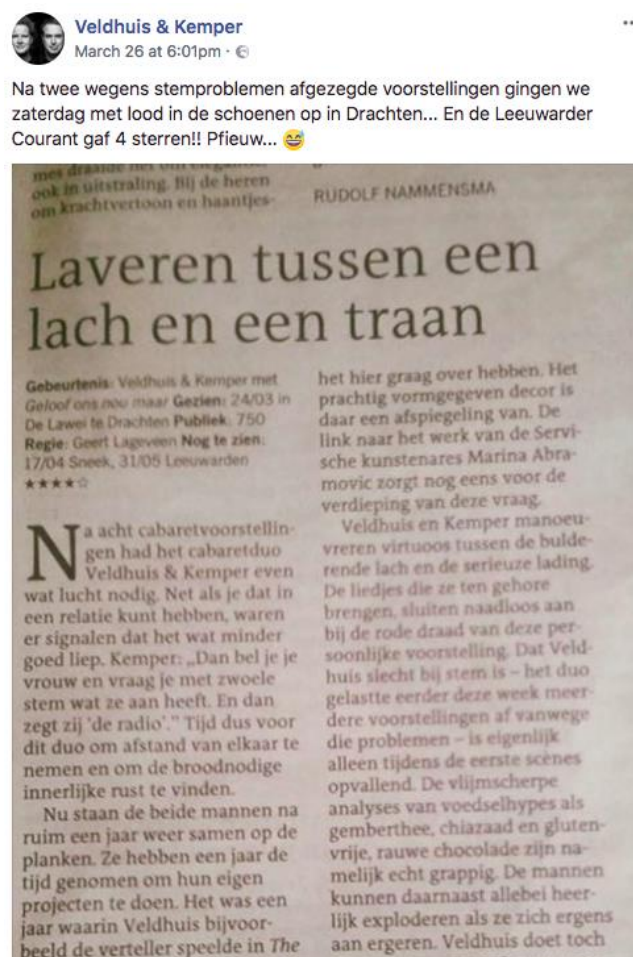 Veldhuis & Kemper
March 26 at 6:01pm ·
Na twee wegens stemproblemen afgezegde voorstellingen gingen we
zaterdag met lood in de schoenen op in Drachten... En de Leeuwarder
Courant gaf 4 sterren!! Pfieuw... 😅
mes draaide het om
ook in uitstraling. Bij de heren
om krachtvertoon en haantjes-
RUDOLF NAMMENSMA
Laveren tussen een
lach en een traan
Gebeurtenis: Veldhuis & Kemper met
Geloof ons nou maar Gezien: 24/03 in
De Lawei te Drachten Publiek: 750
Regie: Geert Lageveen Nog te zien:
17/04 Sneek, 31/05 Leeuwarden
★★★★☆
Na acht cabaretvoorstellin-
gen had het cabaretduo
Veldhuis & Kemper even
wat lucht nodig. Net als je dat in
een relatie kunt hebben, waren
er signalen dat het wat minder
goed liep. Kemper: „Dan bel je je
vrouw en vraag je met zwoele
stem wat ze aan heeft. En dan
zegt zij 'de radio'." Tijd dus voor
dit duo om afstand van elkaar te
nemen en om de broodnodige
innerlijke rust te vinden.
Nu staan de beide mannen na
ruim een jaar weer samen op de
planken. Ze hebben een jaar de
tijd genomen om hun eigen
projecten te doen. Het was een
jaar waarin Veldhuis bijvoor-
beeld de verteller speelde in The
het hier graag over hebben. Het
prachtig vormgegeven decor is
daar een afspiegeling van. De
link naar het werk van de Servi-
sche kunstenares Marina Abra-
movic zorgt nog eens voor de
verdieping van deze vraag.
Veldhuis en Kemper manoeu-
vreren virtuoos tussen de bulde-
rende lach en de serieuze lading.
De liedjes die ze ten gehore
brengen, sluiten naadloos aan
bij de rode draad van deze per-
soonlijke voorstelling. Dat Veld-
huis slecht bij stem is – het duo
gelastte eerder deze week meer-
dere voorstellingen af vanwege
die problemen – is eigenlijk
alleen tijdens de eerste scènes
opvallend. De vlijmscherpe
analyses van voedselhypes als
gemberthee, chiazaad en gluten-
vrije, rauwe chocolade zijn na-
melijk echt grappig. De mannen
kunnen daarnaast allebei heer-
lijk exploderen als ze zich ergens
aan ergeren. Veldhuis doet toch